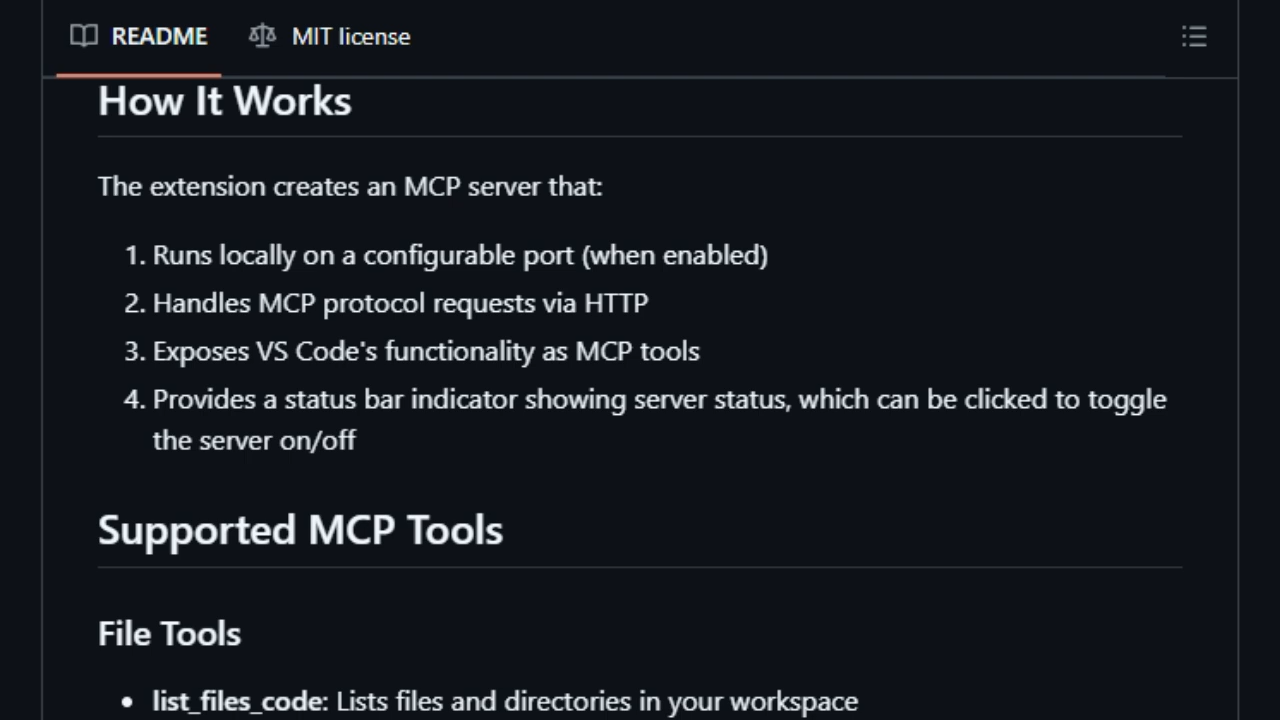 README MIT license
How It Works
The extension creates an MCP server that:
1. Runs locally on a configurable port (when enabled)
2. Handles MCP protocol requests via HTTP
3. Exposes VS Code's functionality as MCP tools
4. Provides a status bar indicator showing server status, which can be clicked to toggle
the server on/off
Supported MCP Tools
File Tools
• list_files_code: Lists files and directories in your workspace